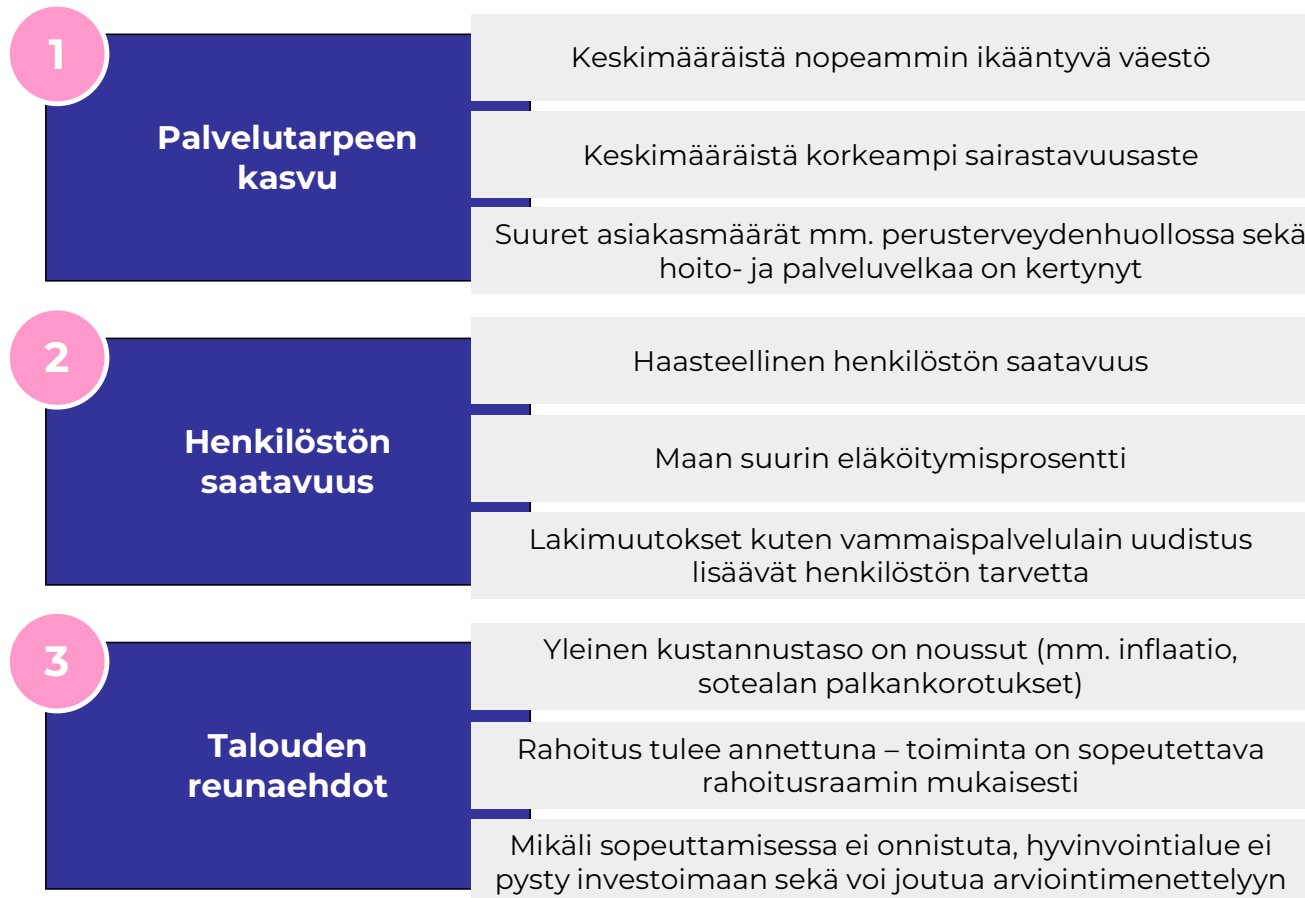 1
Palvelutarpeen
kasvu
Keskimääräistä nopeammin ikääntyvä väestö
Keskimääräistä korkeampi sairastavuusaste
Suuret asiakasmäärät mm. perusterveydenhuollossa sekä
hoito- ja palveluvelkaa on kertynyt
2
Henkilöstön
saatavuus
Haasteellinen henkilöstön saatavuus
Maan suurin eläköitymisprosentti
Lakimuutokset kuten vammaispalvelulain uudistus
lisäävät henkilöstön tarvetta
3
Talouden
reunaehdot
Yleinen kustannustaso on noussut (mm. inflaatio,
sotealan palkankorotukset)
Rahoitus tulee annettuna – toiminta on sopeutettava
rahoitusraamin mukaisesti
Mikäli sopeuttamisessa ei onnistuta, hyvinvointialue ei
pysty investoimaan sekä voi joutua arviointimenettelyyn